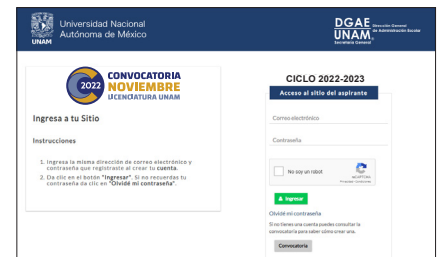 UNAM
Universidad Nacional
Autónoma de México
DGAE
UNAM
Dirección General
de Administración Escolar
Secretaría General
2022
CONVOCATORIA
NOVIEMBRE
LICENCIATURA UNAM
Ingresa a tu Sitio
Instrucciones
1. Ingresa la misma dirección de correo electrónico y
contraseña que registraste al crear tu cuenta.
2. Da clic en el botón "Ingresar". Si no recuerdas tu
contraseña da clic en "Olvidé mi contraseña".
CICLO 2022-2023
Acceso al sitio del aspirante
Correo electrónico
Contraseña
No soy un robot
reCAPTCHA
Ingresar
Olvidé mi contraseña
Si no tienes una cuenta puedes consultar la
convocatoria para saber cómo crear una.
Convocatoria